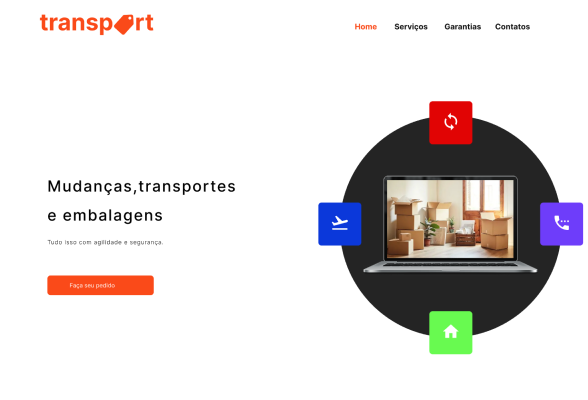 transport
Home Serviços Garantias Contatos
Mudanças,transportes
e embalagens
Tudo isso com agilidade e segurança.
Faça seu pedido